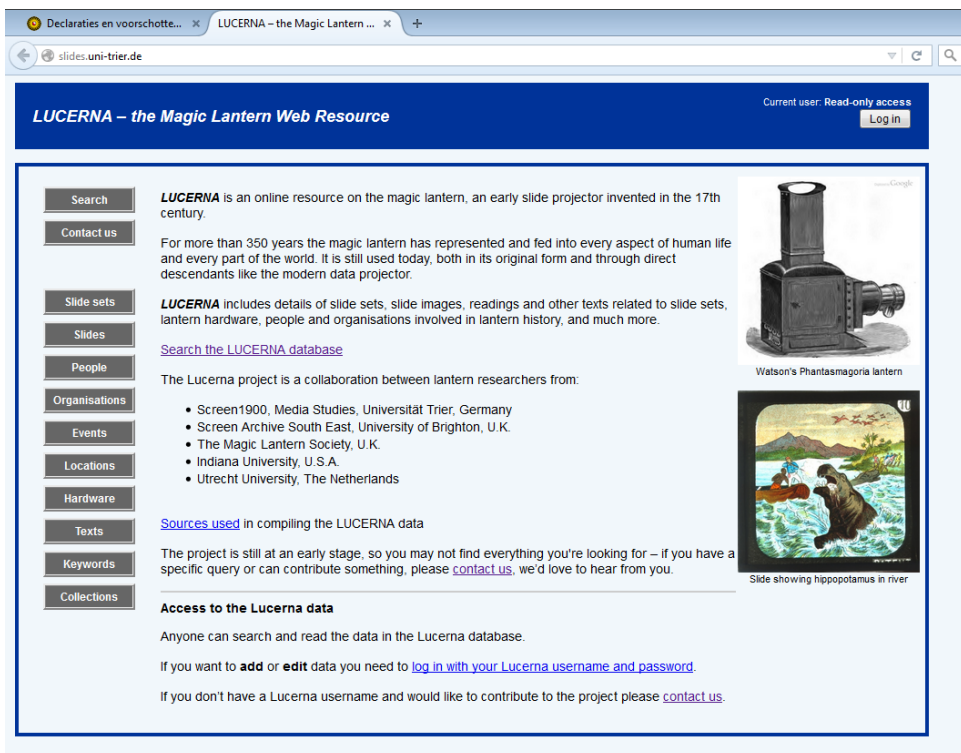 Declaraties en voorschotte...
LUCERNA – the Magic Lantern ...
slides.uni-trier.de
LUCERNA – the Magic Lantern Web Resource
Current user: Read-only access
Log in
Search
Contact us
Slide sets
Slides
People
Organisations
Events
Locations
Hardware
Texts
Keywords
Collections
LUCERNA is an online resource on the magic lantern, an early slide projector invented in the 17th
century.
For more than 350 years the magic lantern has represented and fed into every aspect of human life
and every part of the world. It is still used today, both in its original form and through direct
descendants like the modern data projector.
LUCERNA includes details of slide sets, slide images, readings and other texts related to slide sets,
lantern hardware, people and organisations involved in lantern history, and much more.
Search the LUCERNA database
The Lucerna project is a collaboration between lantern researchers from:
• Screen1900, Media Studies, Universität Trier, Germany
• Screen Archive South East, University of Brighton, U.K.
• The Magic Lantern Society, U.K.
• Indiana University, U.S.A.
• Utrecht University, The Netherlands
Sources used in compiling the LUCERNA data
The project is still at an early stage, so you may not find everything you're looking for – if you have a
specific query or can contribute something, please contact us, we'd love to hear from you.
Access to the Lucerna data
Anyone can search and read the data in the Lucerna database.
If you want to add or edit data you need to log in with your Lucerna username and password.
If you don't have a Lucerna username and would like to contribute to the project please contact us.
Google
Watson's Phantasmagoria lantern
10
Slide showing hippopotamus in river